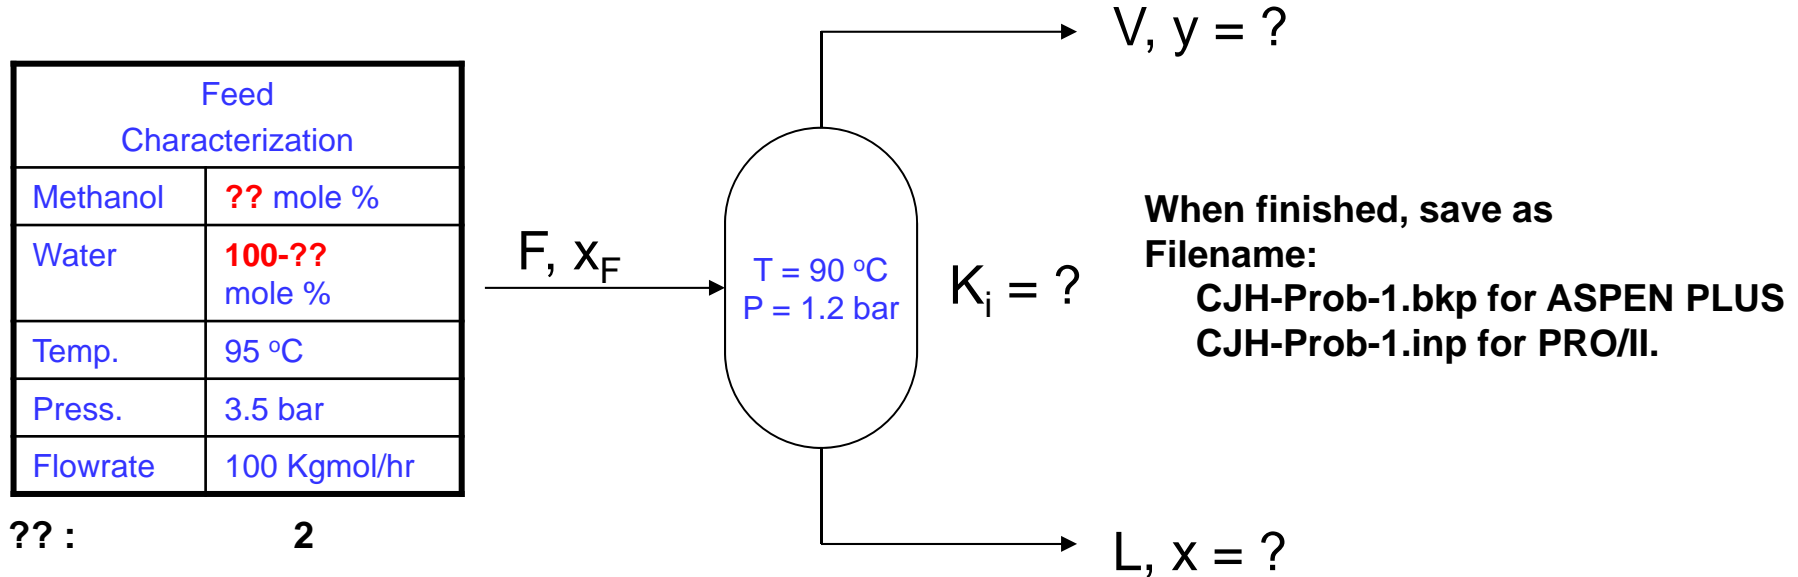 Feed
Characterization
Methanol ?? mole %
Water 100-??
mole %
Temp. 95 °C
Press. 3.5 bar
Flowrate 100 Kgmol/hr
?? : 2
F, xF
T = 90 °C
P = 1.2 bar
V, y = ?
Ki = ?
L, x = ?
When finished, save as
Filename:
CJH-Prob-1.bkp for ASPEN PLUS
CJH-Prob-1.inp for PRO/II.